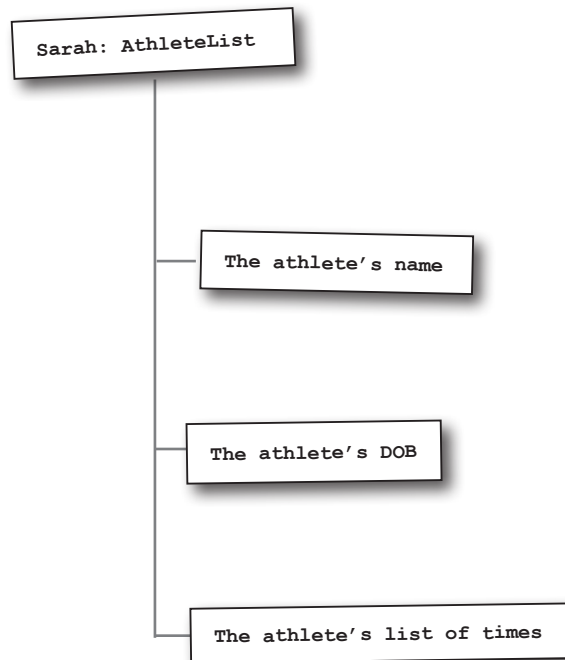 Sarah: AthleteList
The athlete’s name
The athlete’s DOB
The athlete’s list of times